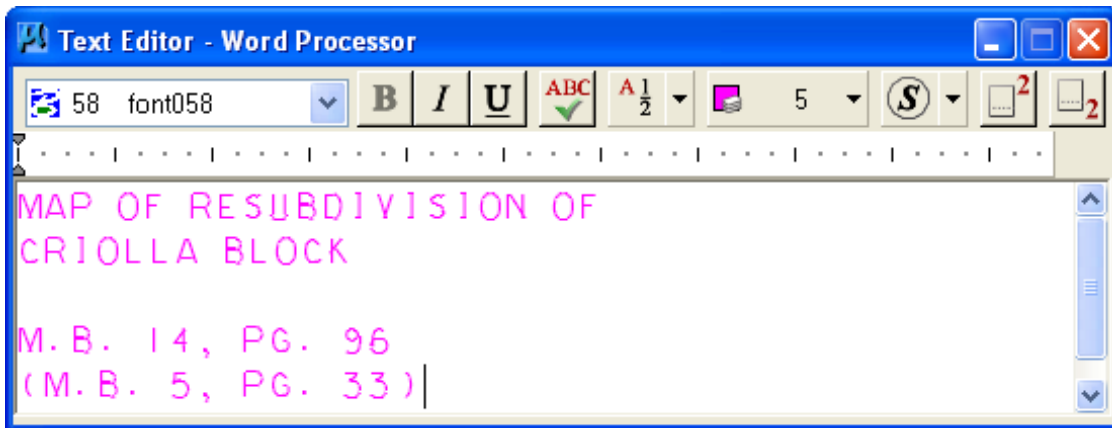 Text Editor - Word Processor
58 font058 B I U ABC A 1/2 5 S 2 2
MAP OF RESUBDIVISION OF
CRIOLLA BLOCK
M.B. 14, PG. 96
(M.B. 5, PG. 33)